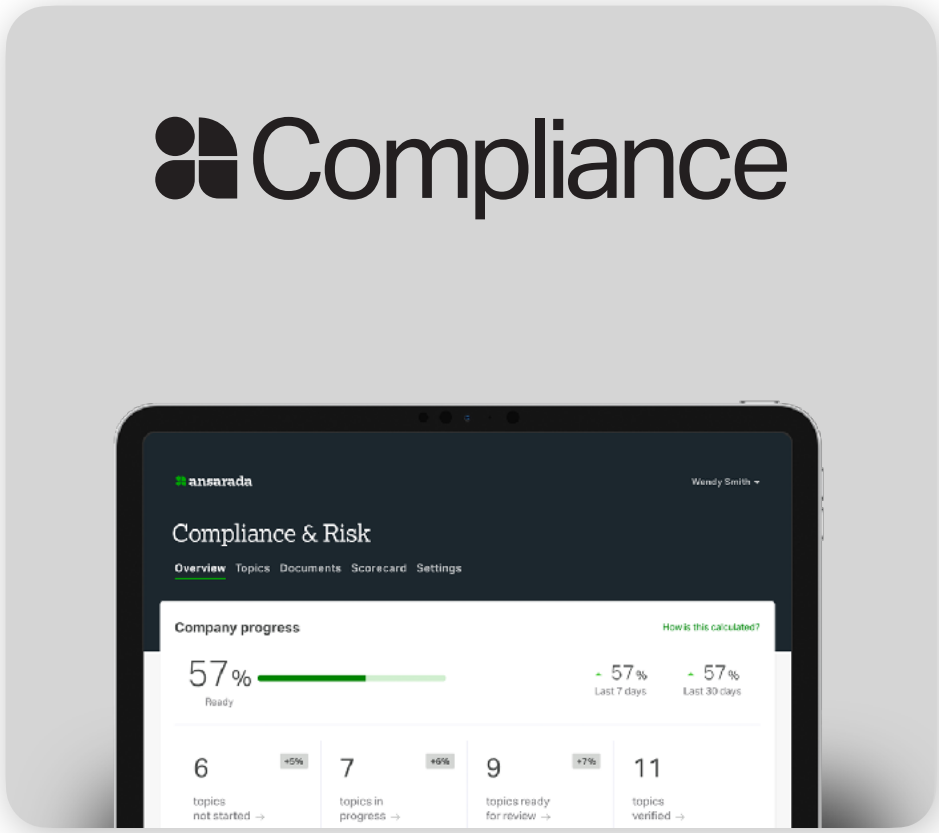 Compliance
ansarada
Wendy Smith
Compliance & Risk
Overview Topics Documents Scorecard Settings
Company progress
How is this calculated?
57%
Ready
57%
Last 7 days
57%
Last 30 days
6
+5%
topics
not started →
7
+6%
topics in
progress →
9
+7%
topics ready
for review →
11
topics
verified →